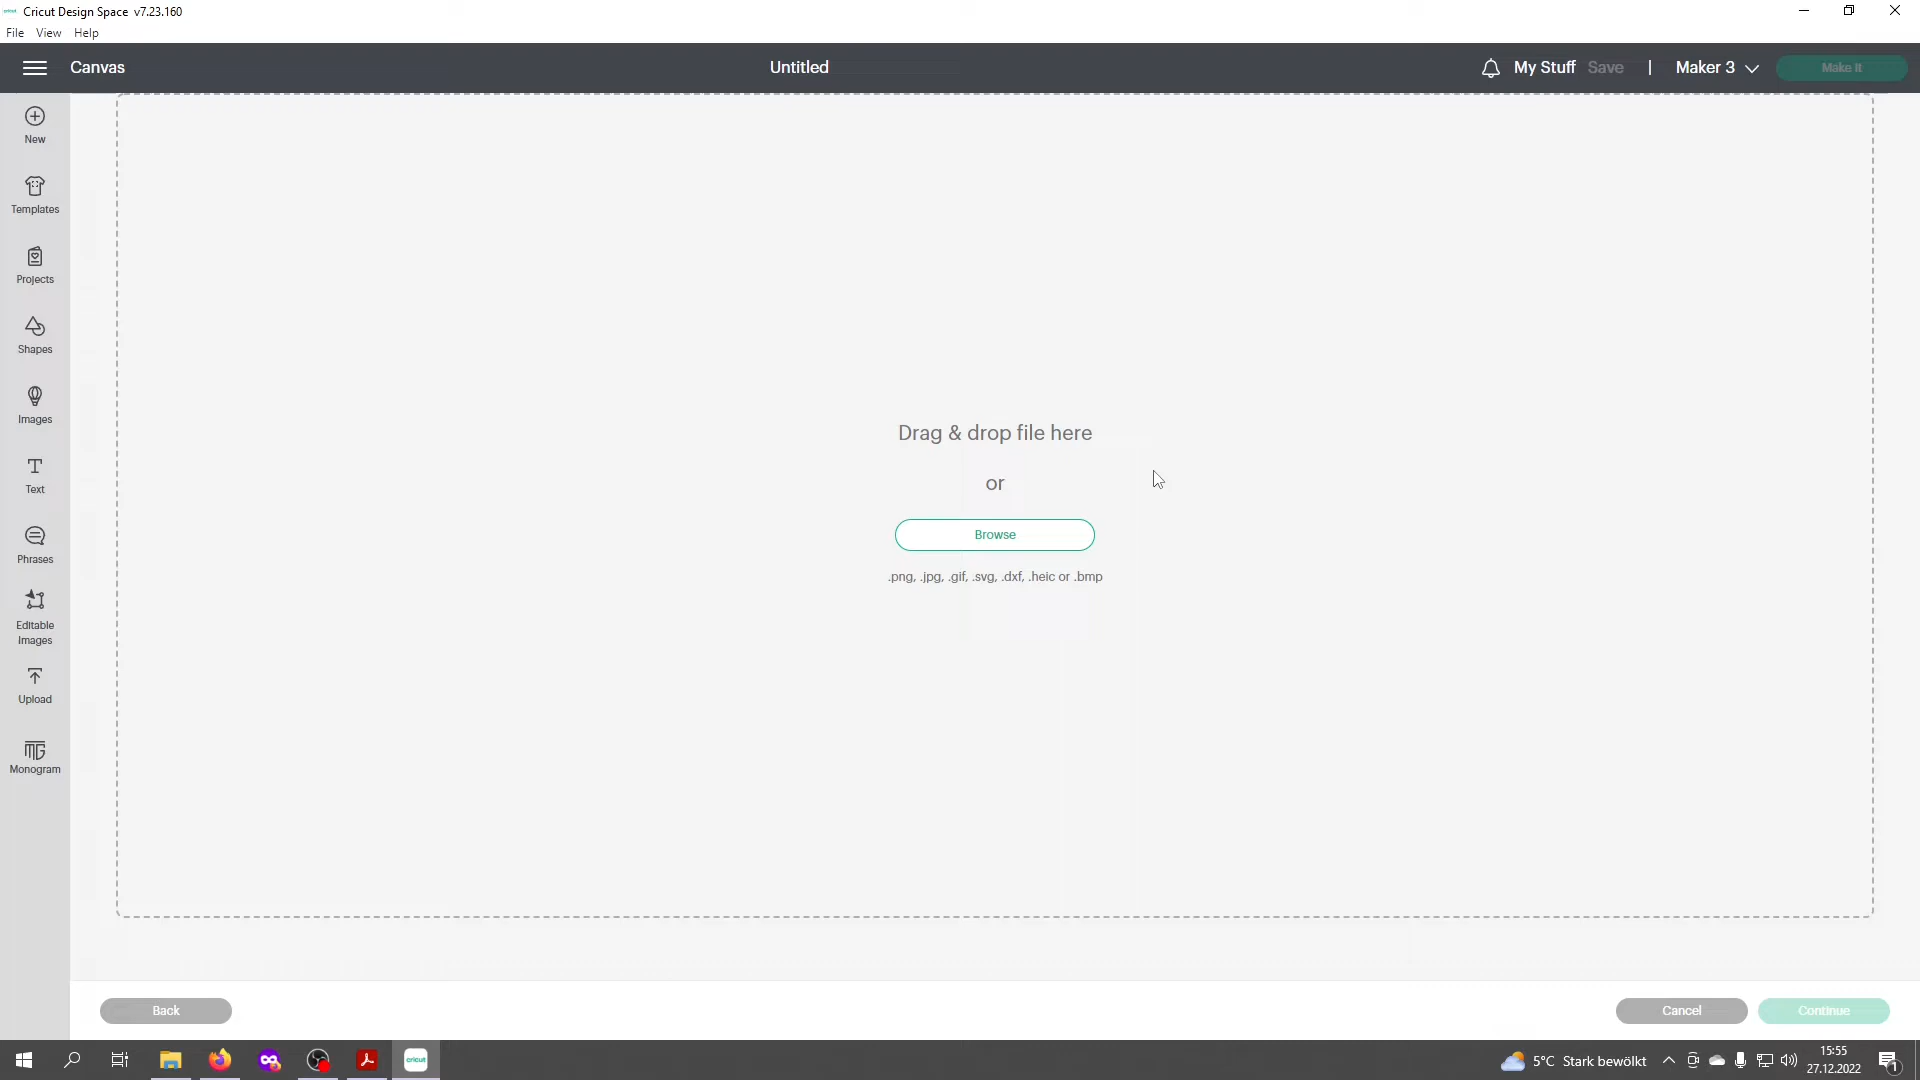 Cricut Design Space v7.23.160
File View Help
Canvas
Untitled
My Stuff Save | Maker 3
Make It
New
Templates
Projects
Shapes
Images
Text
Phrases
Editable
Images
Upload
Monogram
Drag & drop file here
or
Browse
.png, .jpg, .gif, .svg, .dxf, .heic or .bmp
Back
Cancel
Continue
cricut
5°C Stark bewölkt
15:55
27.12.2022
1